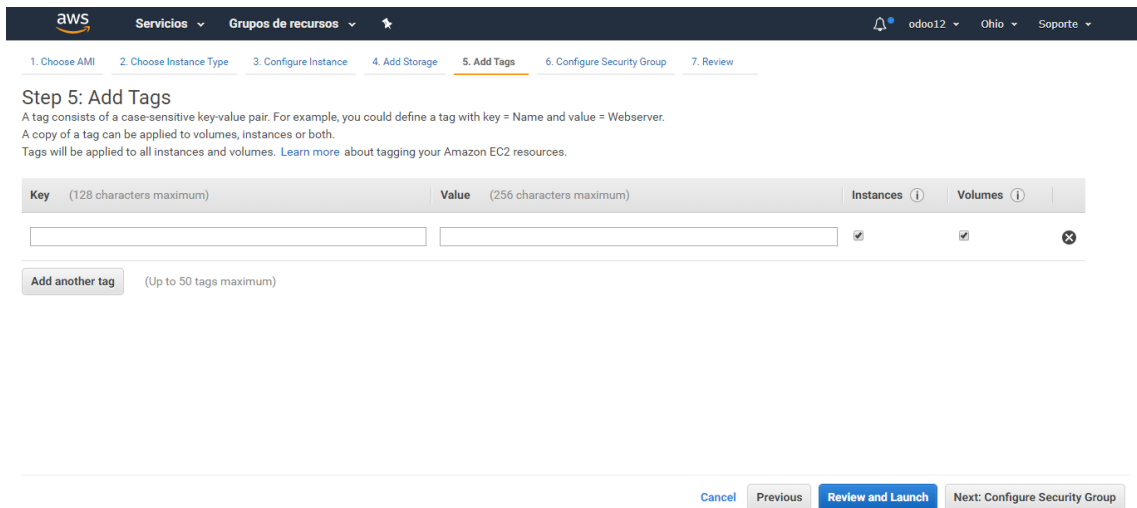 aws Servicios Grupos de recursos odoo12 Ohio Soporte
1. Choose AMI 2. Choose Instance Type 3. Configure Instance 4. Add Storage 5. Add Tags 6. Configure Security Group 7. Review
Step 5: Add Tags
A tag consists of a case-sensitive key-value pair. For example, you could define a tag with key = Name and value = Webserver.
A copy of a tag can be applied to volumes, instances or both.
Tags will be applied to all instances and volumes. Learn more about tagging your Amazon EC2 resources.
Key (128 characters maximum) Value (256 characters maximum) Instances i Volumes i
Add another tag (Up to 50 tags maximum)
Cancel Previous Review and Launch Next: Configure Security Group